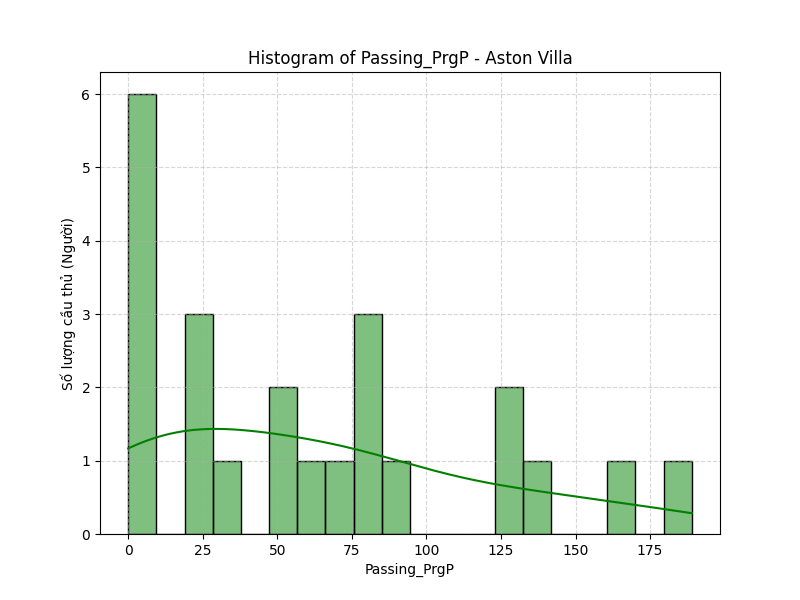 Histogram of Passing_PrgP - Aston Villa
Số lượng cầu thủ (Người)
6
5
4
3
2
1
0
0 25 50 75 100 125 150 175
Passing_PrgP